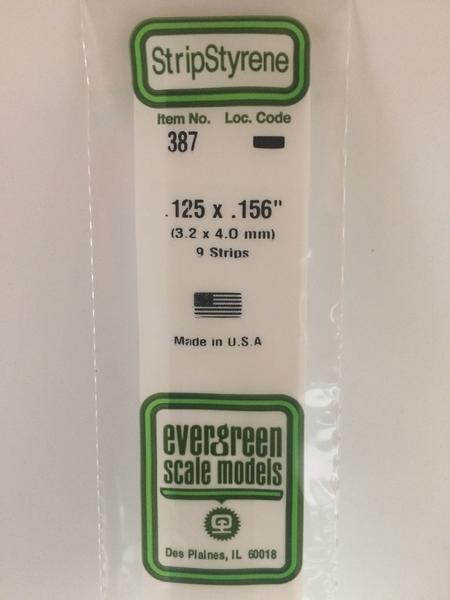 StripStyrene
Item No. Loc. Code
387
.125 x .156"
(3.2 x 4.0 mm)
9 Strips
Made in U.S.A
evergreen
scale models
Des Plaines, IL 60018